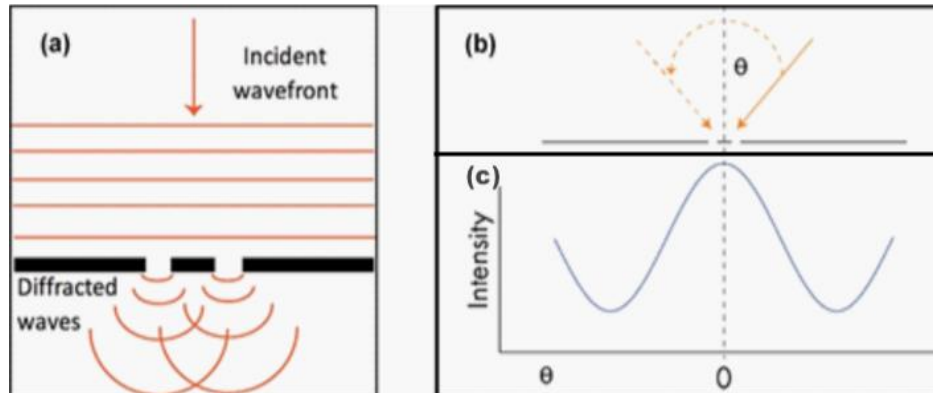 (a)
Incident
wavefront
Diffracted
waves
(b)
θ
(c)
Intensity
θ
0